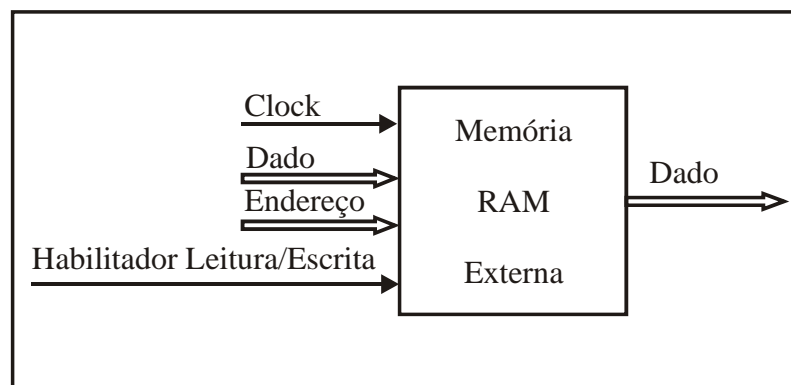 Clock
Dado
Endereço
Habilitador Leitura/Escrita
Memória
RAM
Externa
Dado